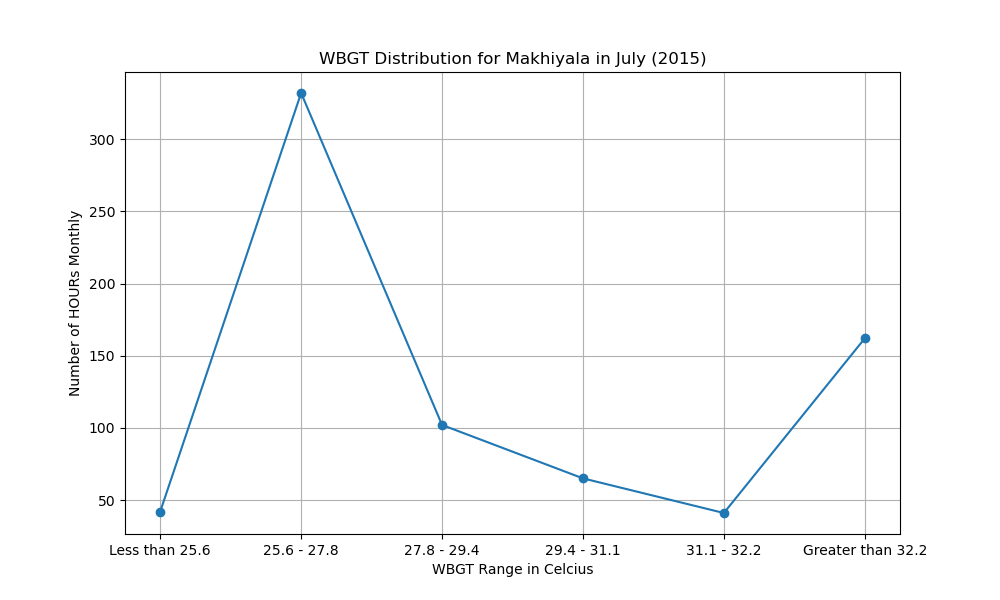 WBGT Distribution for Makhiyala in July (2015)
Number of HOURs Monthly
300
250
200
150
100
50
Less than 25.6
25.6 - 27.8
27.8 - 29.4
29.4 - 31.1
31.1 - 32.2
Greater than 32.2
WBGT Range in Celcius